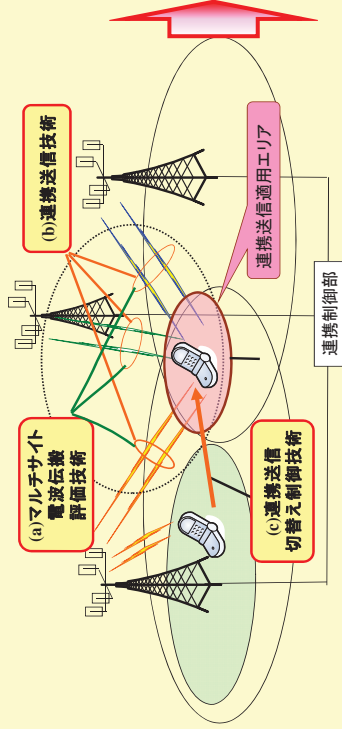 (a)マルチサイト
電波伝搬
評価技術
(b)連携送信技術
(c)連携送信
切替え制御技術
連携送信適用エリア
連携制御部